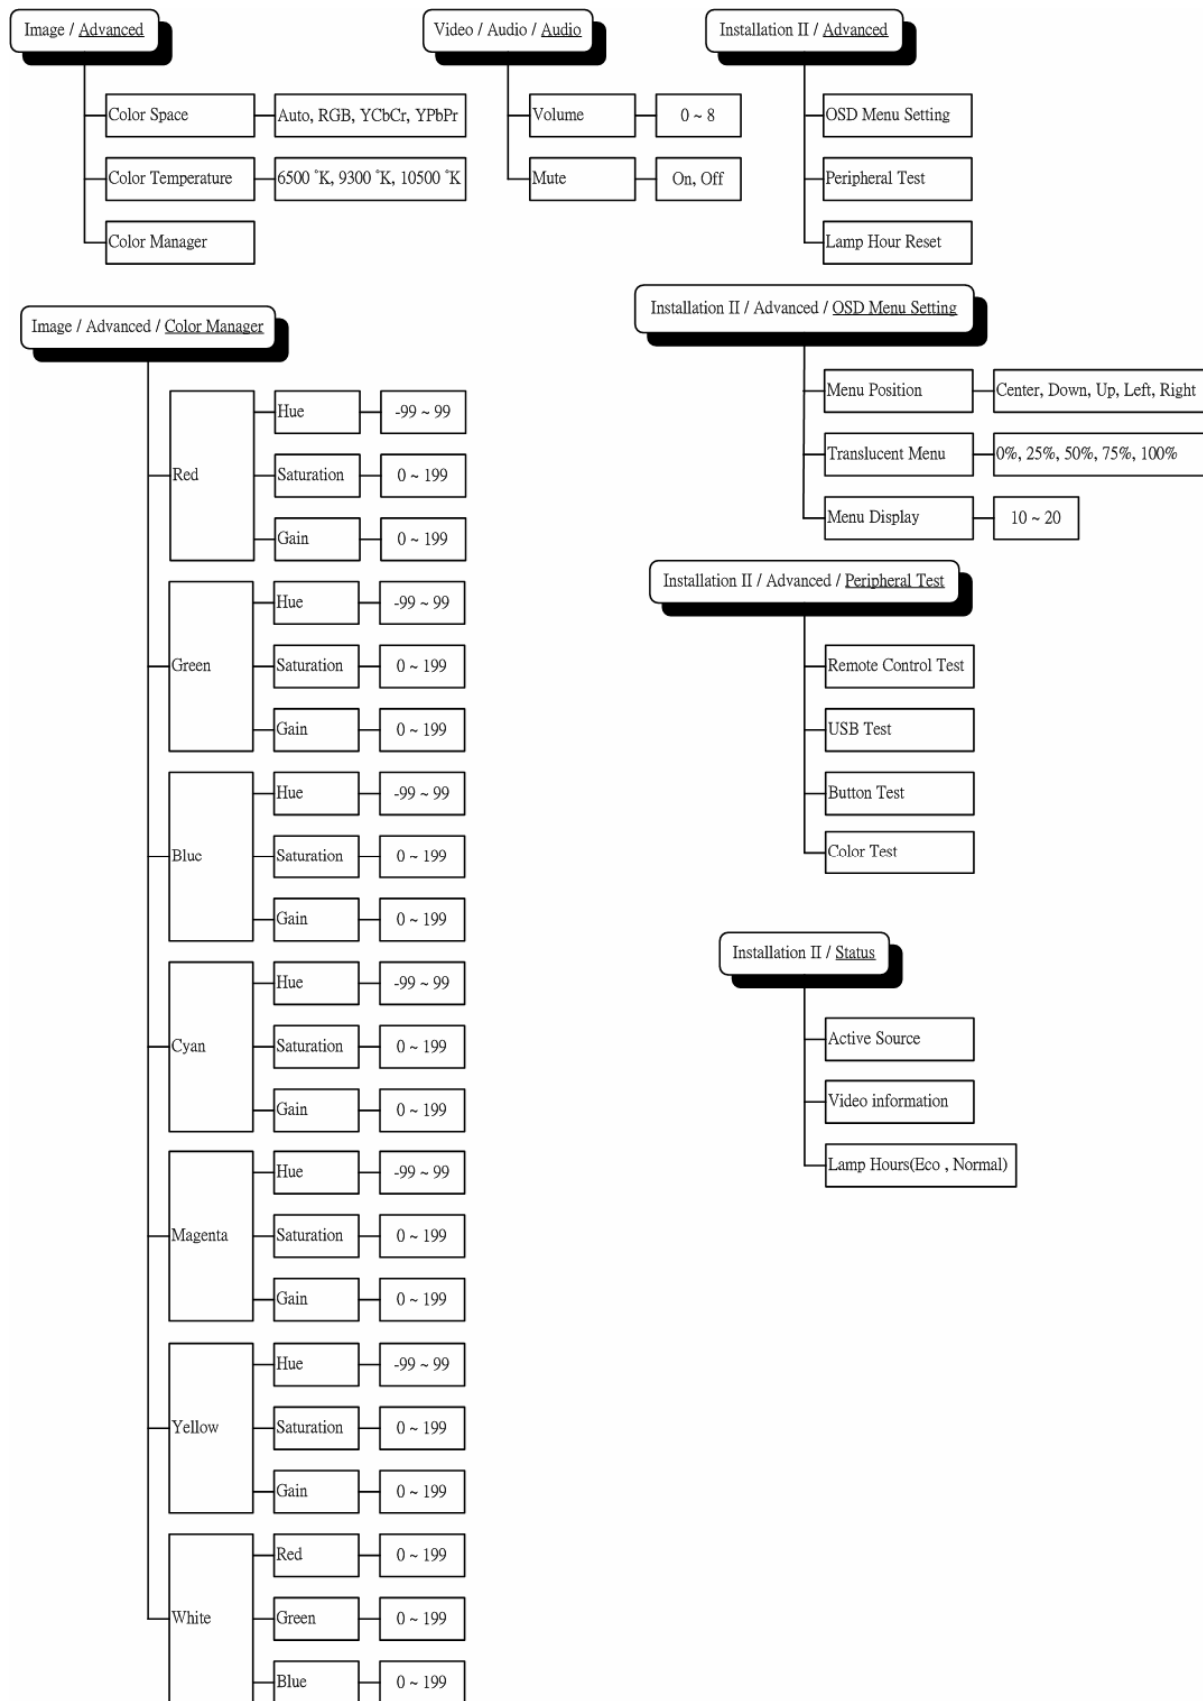 Image / Advanced
Color Space
Auto, RGB, YCbCr, YPbPr
Color Temperature
6500 °K, 9300 °K, 10500 °K
Color Manager
Video / Audio / Audio
Volume
0 ~ 8
Mute
On, Off
Installation II / Advanced
OSD Menu Setting
Peripheral Test
Lamp Hour Reset
Image / Advanced / Color Manager
Red
Hue
-99 ~ 99
Saturation
0 ~ 199
Gain
0 ~ 199
Green
Hue
-99 ~ 99
Saturation
0 ~ 199
Gain
0 ~ 199
Blue
Hue
-99 ~ 99
Saturation
0 ~ 199
Gain
0 ~ 199
Cyan
Hue
-99 ~ 99
Saturation
0 ~ 199
Gain
0 ~ 199
Magenta
Hue
-99 ~ 99
Saturation
0 ~ 199
Gain
0 ~ 199
Yellow
Hue
-99 ~ 99
Saturation
0 ~ 199
Gain
0 ~ 199
White
Red
0 ~ 199
Green
0 ~ 199
Blue
0 ~ 199
Installation II / Advanced / OSD Menu Setting
Menu Position
Center, Down, Up, Left, Right
Translucent Menu
0%, 25%, 50%, 75%, 100%
Menu Display
10 ~ 20
Installation II / Advanced / Peripheral Test
Remote Control Test
USB Test
Button Test
Color Test
Installation II / Status
Active Source
Video information
Lamp Hours(Eco , Normal)